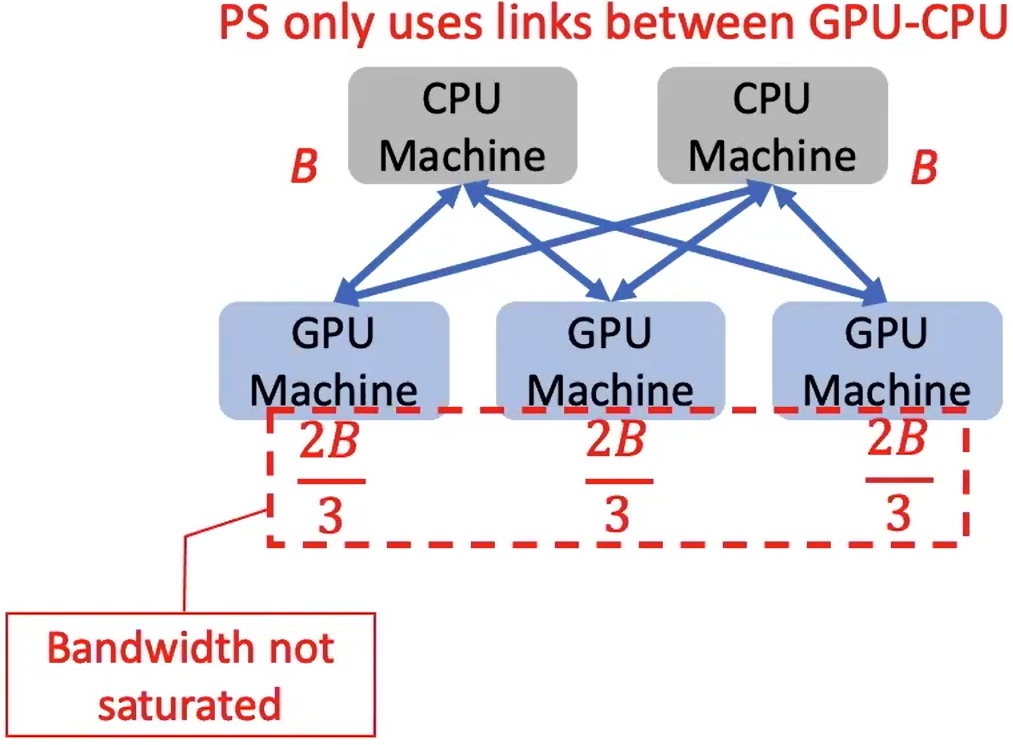 PS only uses links between GPU-CPU
CPU
Machine
CPU
Machine
B
B
GPU
Machine
GPU
Machine
GPU
Machine
2B
3
2B
3
2B
3
Bandwidth not
saturated